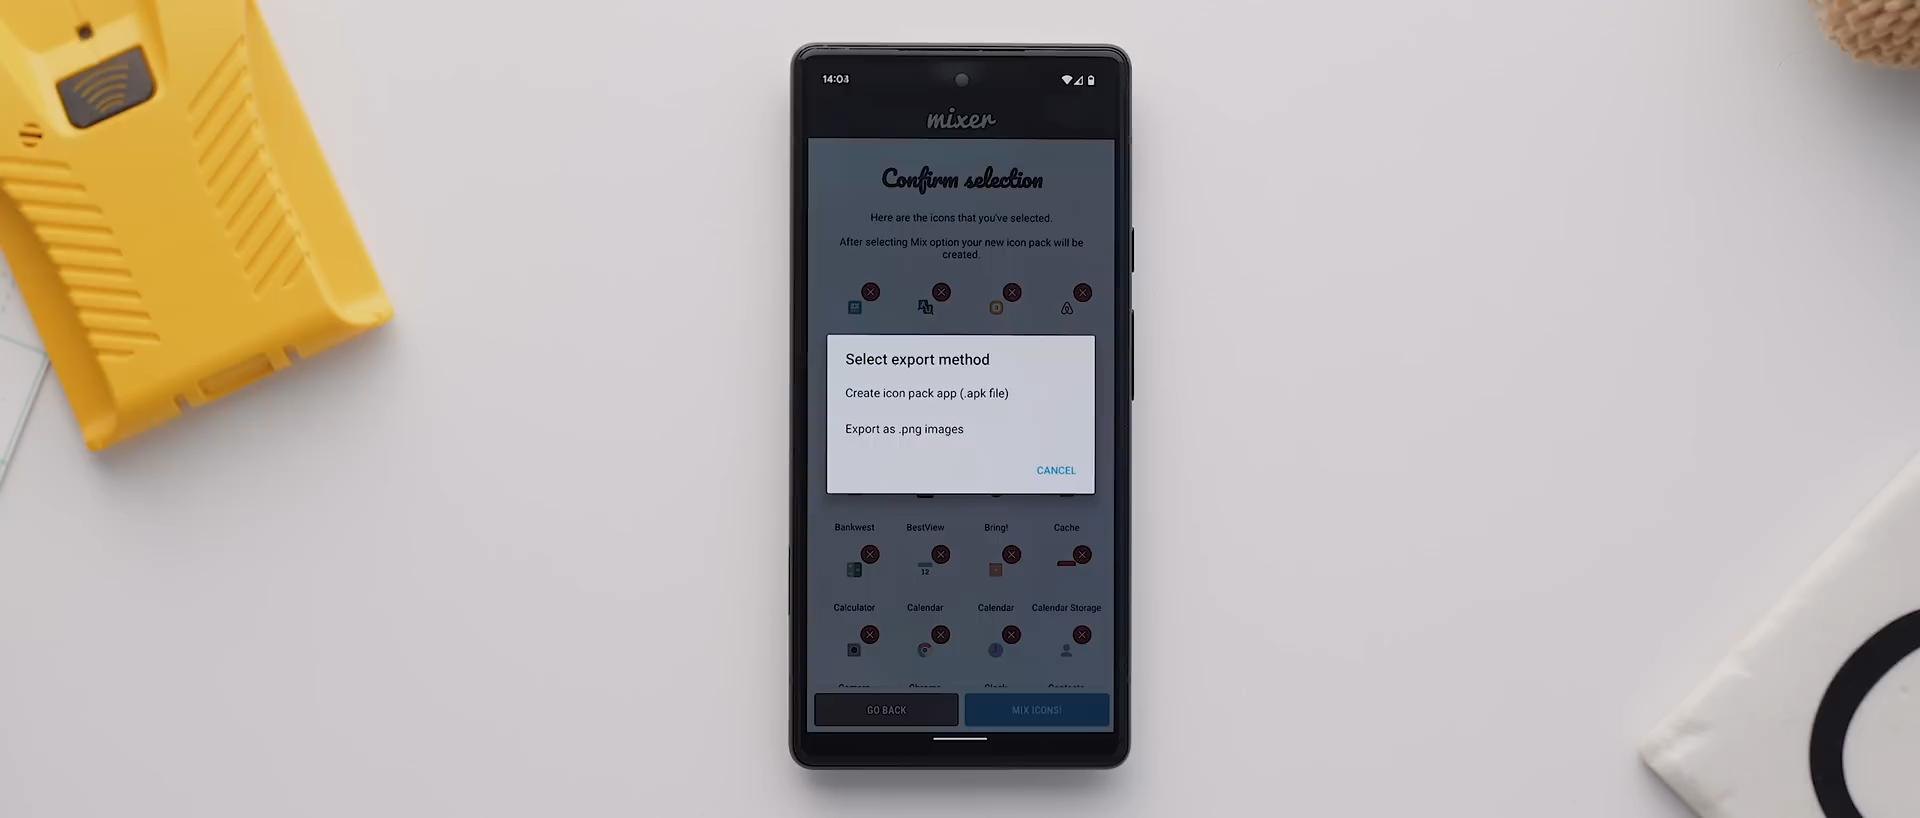 14:03
mixer
Confirm selection
Here are the icons that you've selected.
After selecting Mix option your new icon pack will be
created.
Select export method
Create icon pack app (.apk file)
Export as .png images
CANCEL
Bankwest BestView Bring! Cache
12
Calculator Calendar Calendar Storage
GO BACK MIX ICONS!